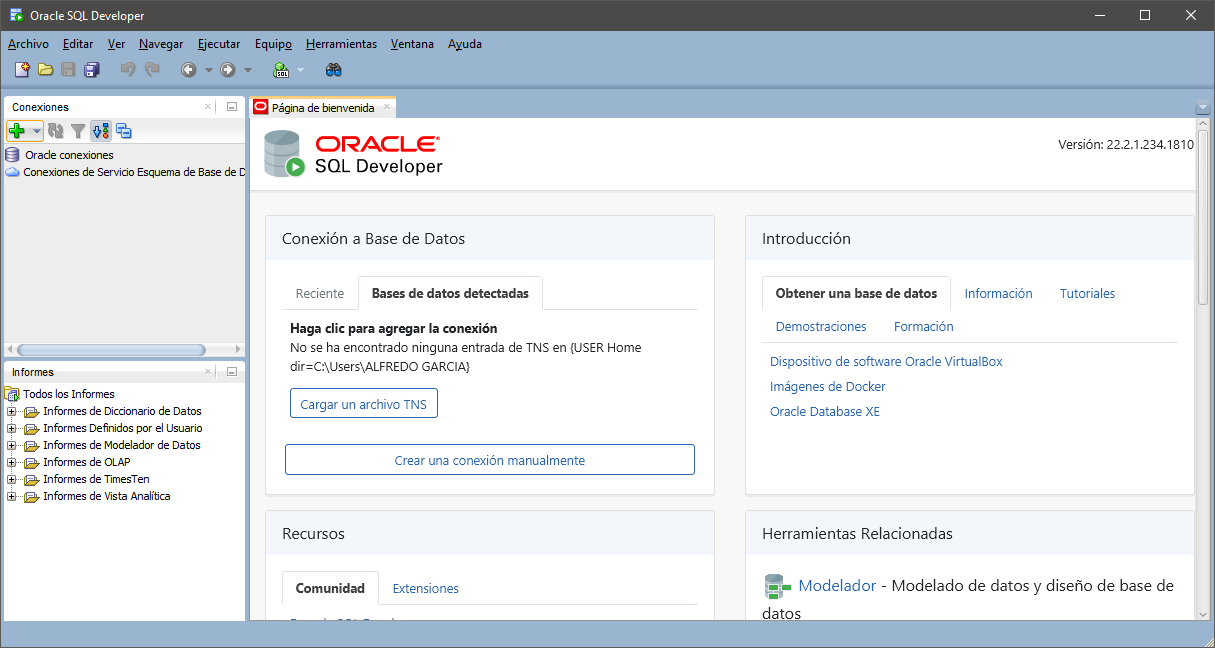 Oracle SQL Developer
Archivo Editar Ver Navegar Ejecutar Equipo Herramientas Ventana Ayuda
SQL
Conexiones
Oracle conexiones
Conexiones de Servicio Esquema de Base de D
Informes
Todos los Informes
Informes de Diccionario de Datos
Informes Definidos por el Usuario
Informes de Modelador de Datos
Informes de OLAP
Informes de TimesTen
Informes de Vista Analítica
Página de bienvenida
ORACLE
SQL Developer
Versión: 22.2.1.234.1810
Conexión a Base de Datos
Reciente Bases de datos detectadas
Haga clic para agregar la conexión
No se ha encontrado ninguna entrada de TNS en {USER Home
dir=C:\Users\ALFREDO GARCIA}
Cargar un archivo TNS
Crear una conexión manualmente
Introducción
Obtener una base de datos Información Tutoriales
Demostraciones Formación
Dispositivo de software Oracle VirtualBox
Imágenes de Docker
Oracle Database XE
Recursos
Comunidad Extensiones
Herramientas Relacionadas
Modelador - Modelado de datos y diseño de base de
datos